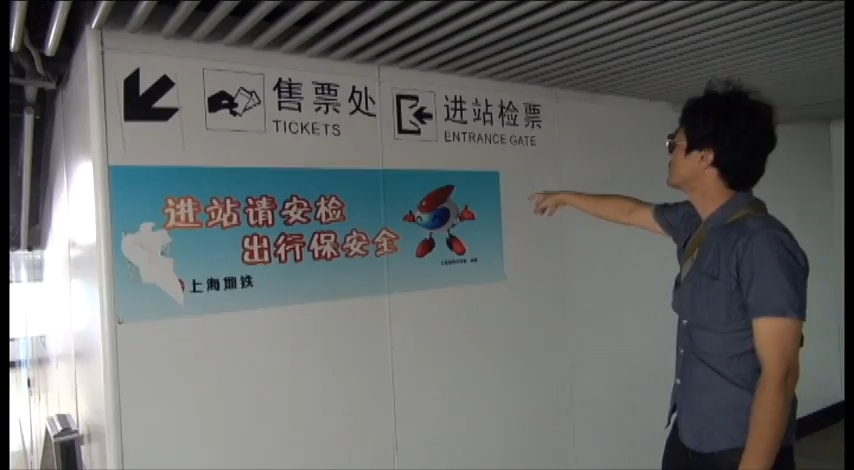 售票处
TICKETS
进站检票
ENTRANCE GATE
进站请安检
出行保安全
上海地铁